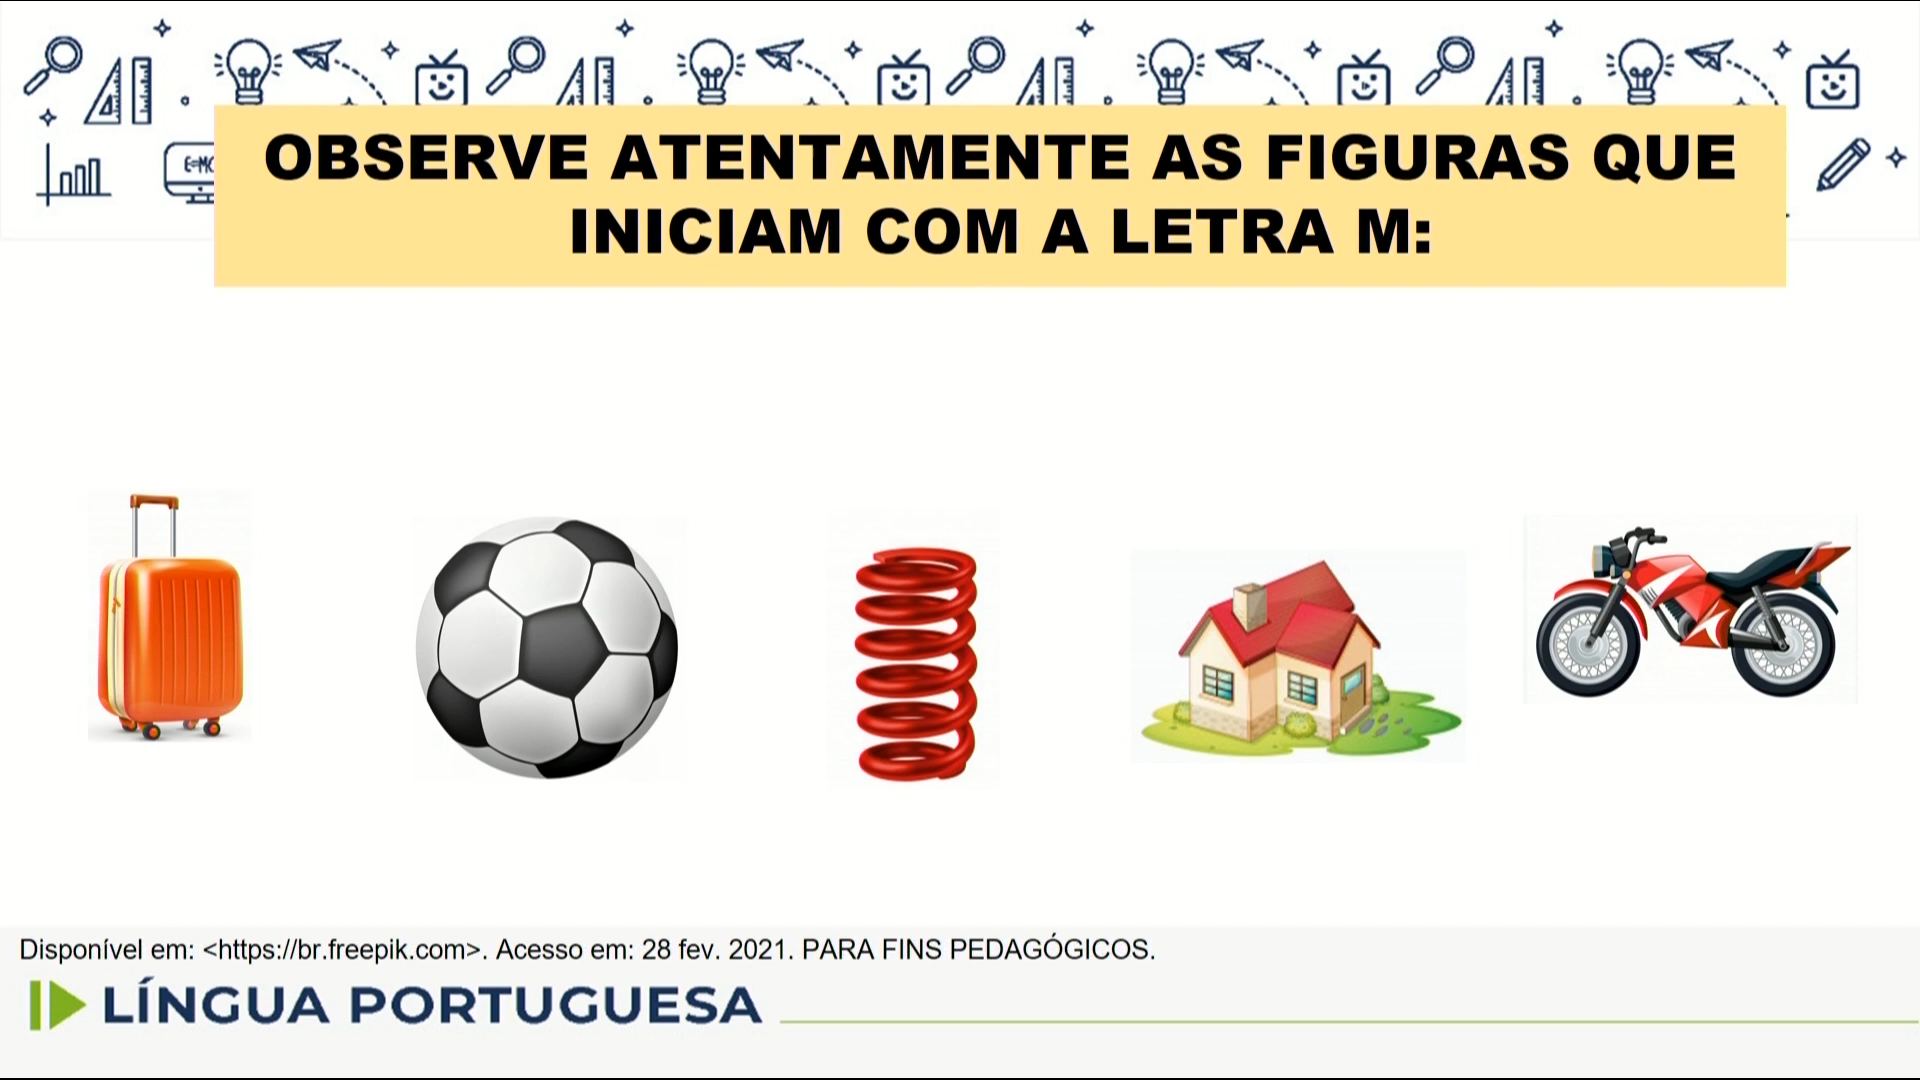 E=MC
OBSERVE ATENTAMENTE AS FIGURAS QUE
INICIAM COM A LETRA M:
Disponível em: <https://br.freepik.com>. Acesso em: 28 fev. 2021. PARA FINS PEDAGÓGICOS.
LÍNGUA PORTUGUESA